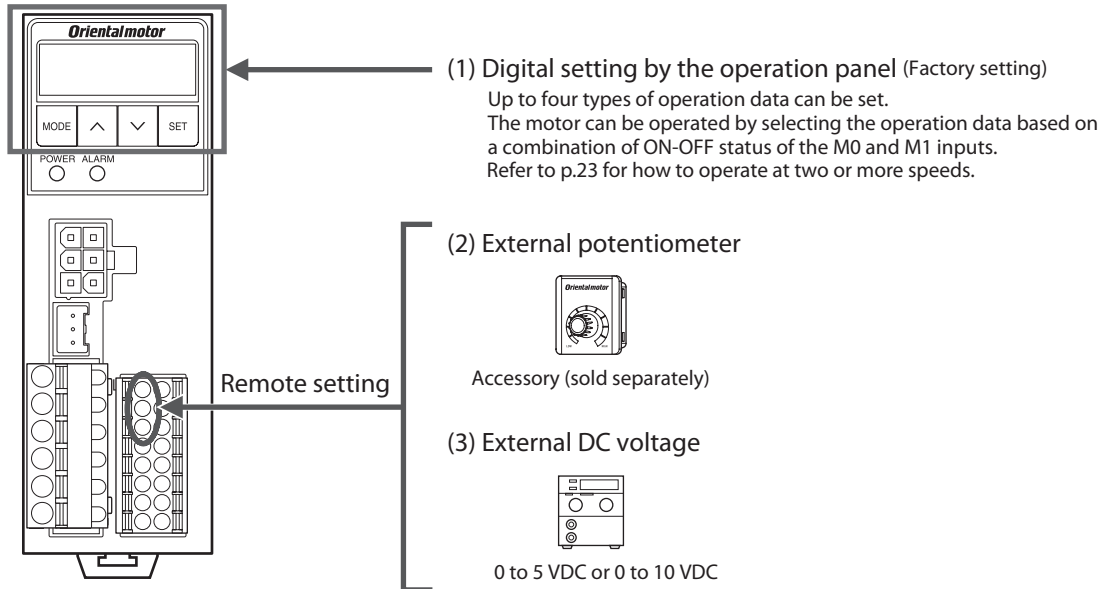 Orientalmotor
MODE
SET
POWER ALARM
(1) Digital setting by the operation panel (Factory setting)
Up to four types of operation data can be set.
The motor can be operated by selecting the operation data based on
a combination of ON-OFF status of the M0 and M1 inputs.
Refer to p.23 for how to operate at two or more speeds.
Remote setting
(2) External potentiometer
Orientalmotor
Accessory (sold separately)
(3) External DC voltage
0 to 5 VDC or 0 to 10 VDC